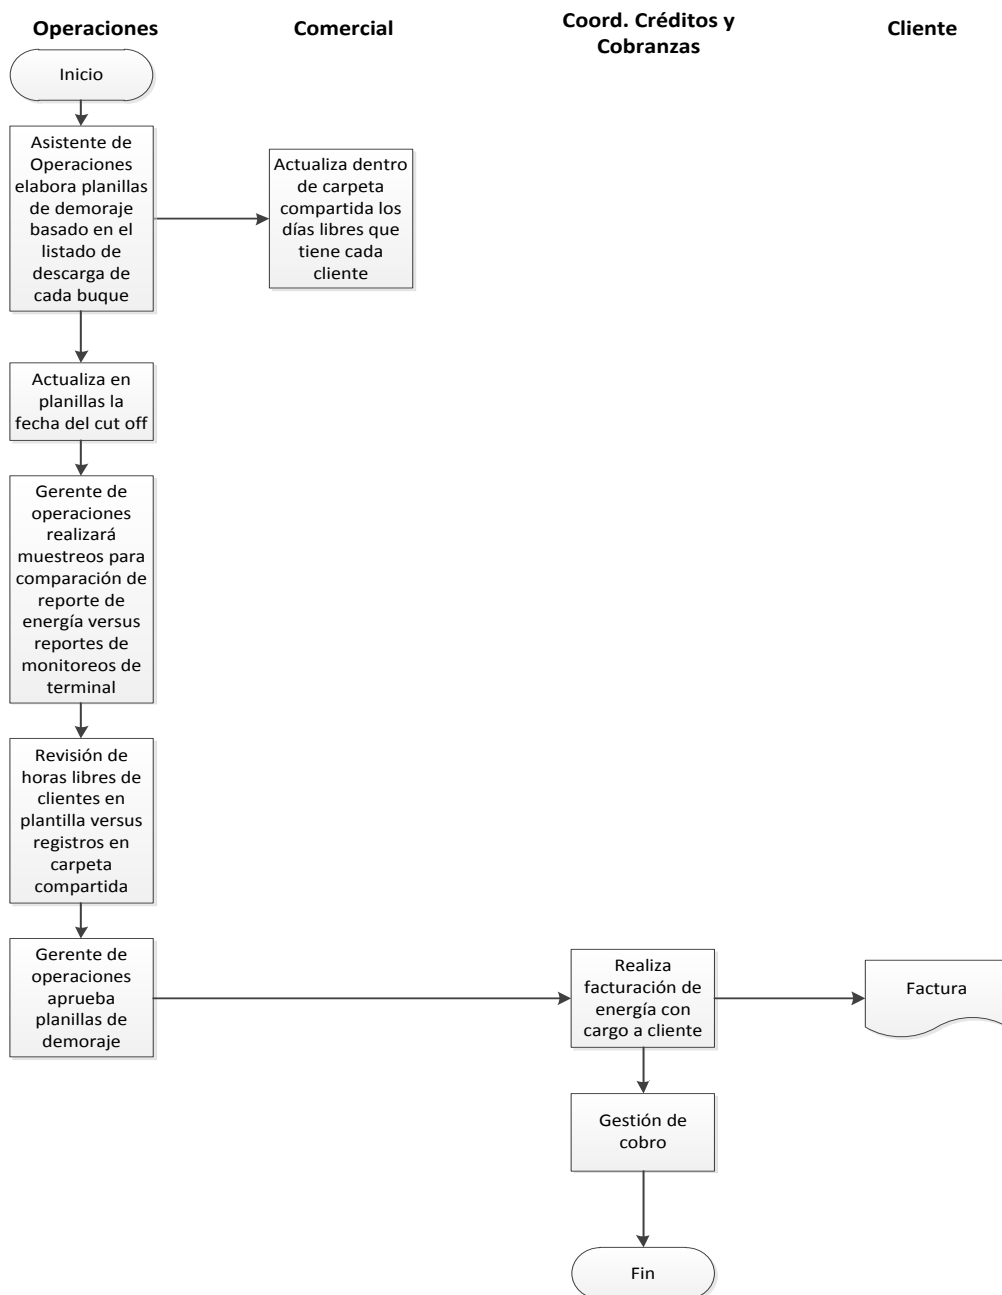 Operaciones
Comercial
Coord. Créditos y
Cobranzas
Cliente
Inicio
Asistente de
Operaciones
elabora planillas
de demoraje
basado en el
listado de
descarga de
cada buque
Actualiza dentro
de carpeta
compartida los
días libres que
tiene cada
cliente
Actualiza en
planillas la
fecha del cut off
Gerente de
operaciones
realizará
muestreos para
comparación de
reporte de
energía versus
reportes de
monitoreos de
terminal
Revisión de
horas libres de
clientes en
plantilla versus
registros en
carpeta
compartida
Gerente de
operaciones
aprueba
planillas de
demoraje
Realiza
facturación de
energía con
cargo a cliente
Factura
Gestión de
cobro
Fin